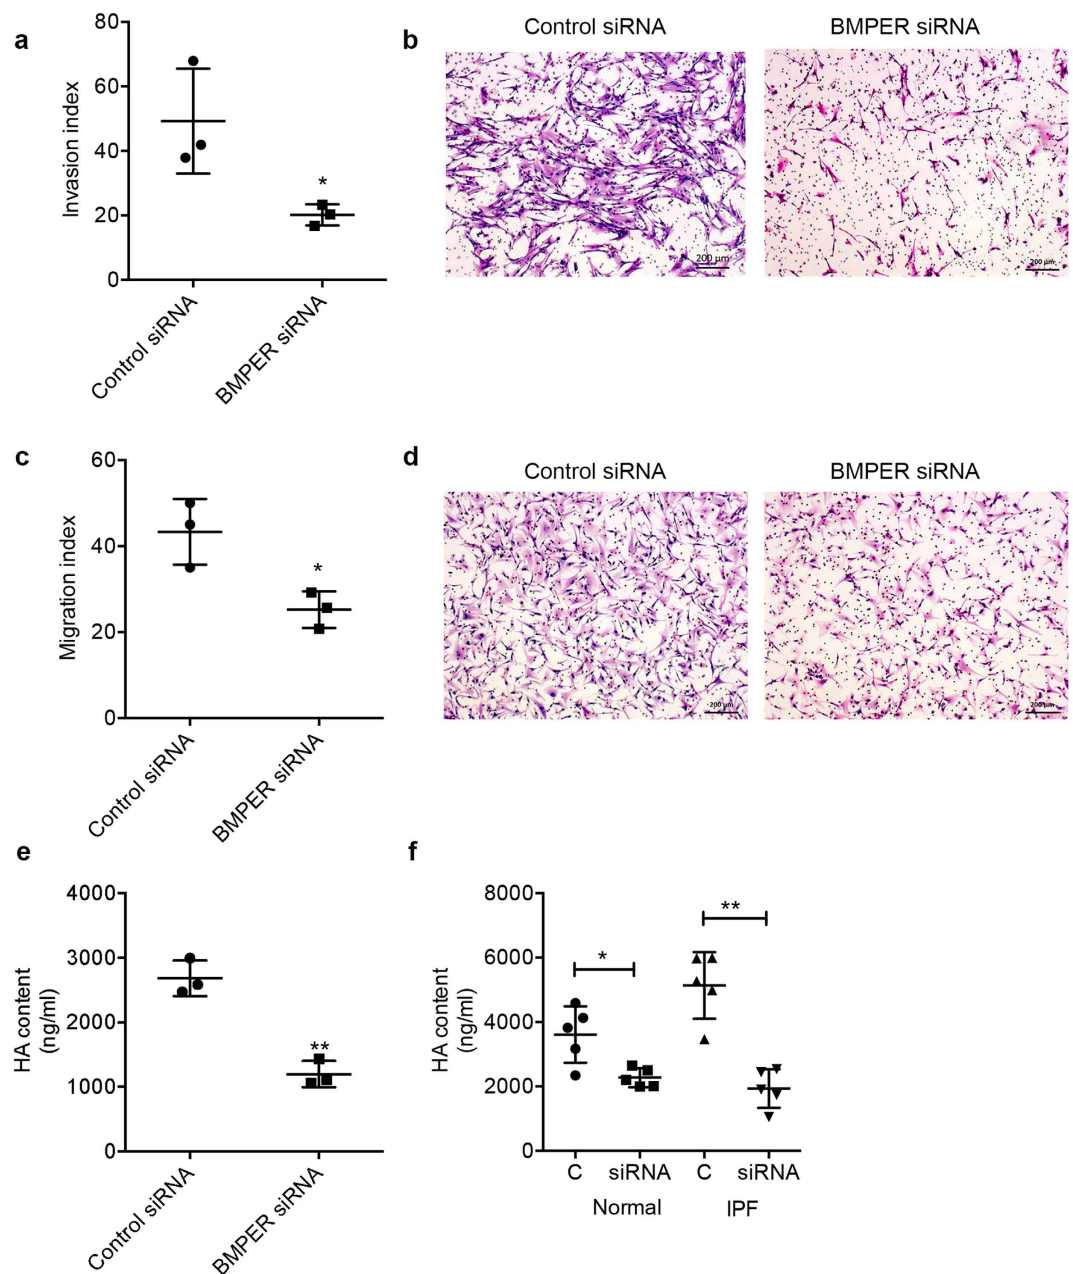 a
80
60
40
20
0
Invasion index
*
Control siRNA
BMPER siRNA
b
Control siRNA
BMPER siRNA
200 µm
200 µm
c
60
40
20
0
Migration index
*
Control siRNA
BMPER siRNA
d
Control siRNA
BMPER siRNA
200 µm
200 µm
e
4000
3000
2000
1000
0
HA content
(ng/ml)
**
Control siRNA
BMPER siRNA
f
8000
6000
4000
2000
0
HA content
(ng/ml)
*
**
C siRNA C siRNA
Normal IPF